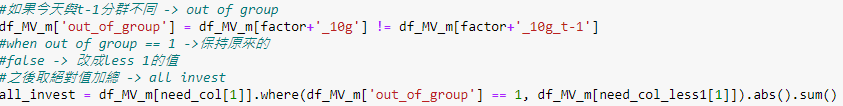 #如果今天與t-1分群不同 -> out of group
df_MV_m['out_of_group'] = df_MV_m[factor+'_10g'] != df_MV_m[factor+'_10g_t-1']
#when out of group == 1 ->保持原來的
#false -> 改成less 1的值
#之後取絕對值加總 -> all invest
all_invest = df_MV_m[need_col[1]].where(df_MV_m['out_of_group'] == 1, df_MV_m[need_col_less1[1]]).abs().sum()